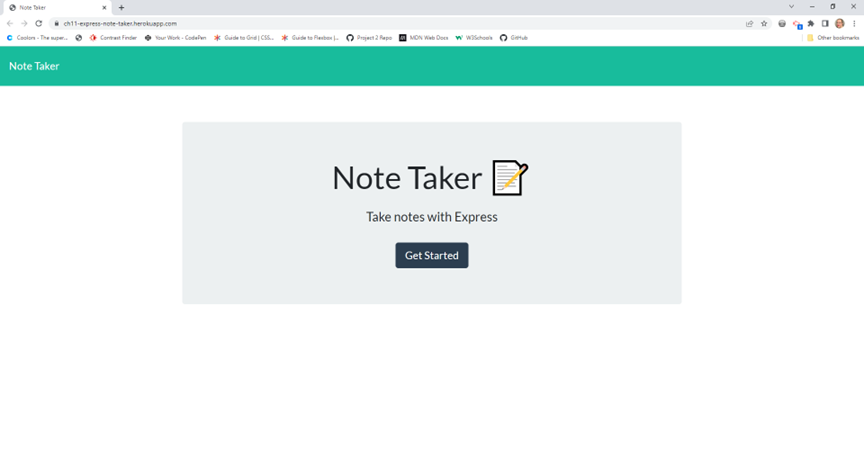 Note Taker
ch11-express-note-taker.herokuapp.com
Coolors - The super... Contrast Finder Your Work - CodePen Guide to Grid | CSS... Guide to Flexbox |... Project 2 Repo MDN Web Docs W3Schools GitHub Other bookmarks
Note Taker
Note Taker
Take notes with Express
Get Started